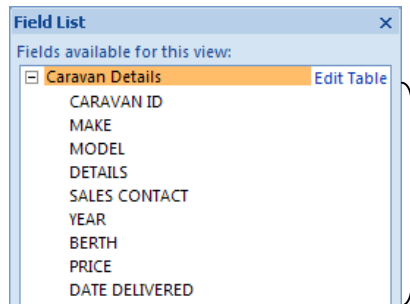 Field List
Fields available for this view:
Caravan Details Edit Table
CARAVAN ID
MAKE
MODEL
DETAILS
SALES CONTACT
YEAR
BERTH
PRICE
DATE DELIVERED